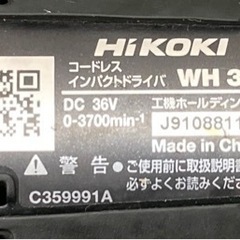 HiKOKI
コードレス
インパクトドライバ WH 3
DC 36V 工機ホールディン
0-3700min⁻¹ J9108811
Made in Ch
警告
ご使用前に取扱説明
必ずよくお読みくだ
C359991A